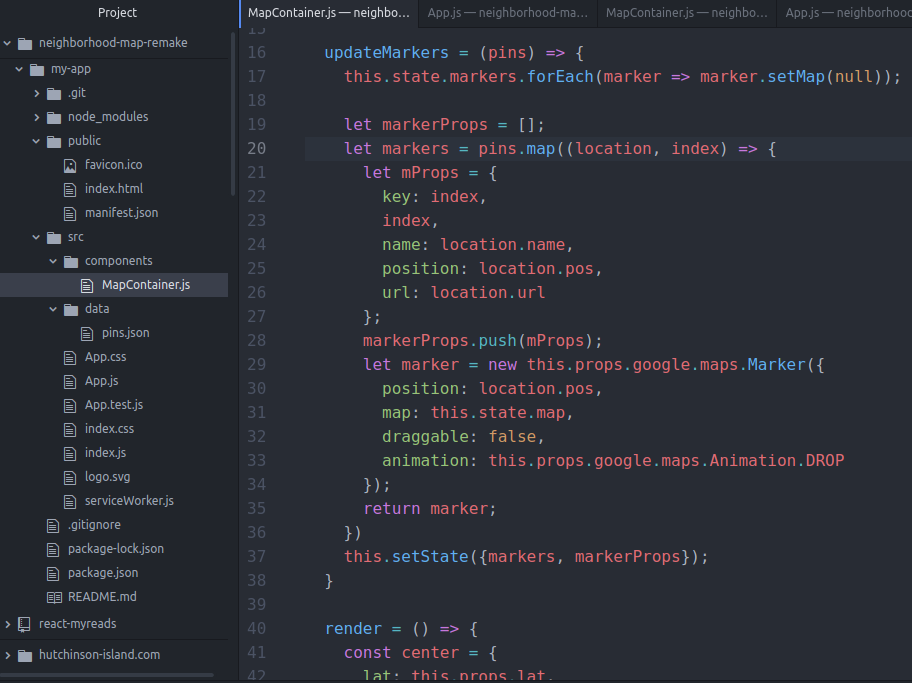 Project
neighborhood-map-remake
my-app
.git
node_modules
public
favicon.ico
index.html
manifest.json
src
components
MapContainer.js
data
pins.json
App.css
App.js
App.test.js
index.css
index.js
logo.svg
serviceWorker.js
.gitignore
package-lock.json
package.json
README.md
react-myreads
hutchinson-island.com
MapContainer.js — neighbo...
App.js — neighborhood-ma...
MapContainer.js — neighbo...
App.js — neighborhood
15
16 updateMarkers = (pins) => {
17 this.state.markers.forEach(marker => marker.setMap(null));
18
19 let markerProps = [];
20 let markers = pins.map((location, index) => {
21 let mProps = {
22 key: index,
23 index,
24 name: location.name,
25 position: location.pos,
26 url: location.url
27 };
28 markerProps.push(mProps);
29 let marker = new this.props.google.maps.Marker({
30 position: location.pos,
31 map: this.state.map,
32 draggable: false,
33 animation: this.props.google.maps.Animation.DROP
34 });
35 return marker;
36 })
37 this.setState({markers, markerProps});
38 }
39
40 render = () => {
41 const center = {
42 lat: this.props.lat,